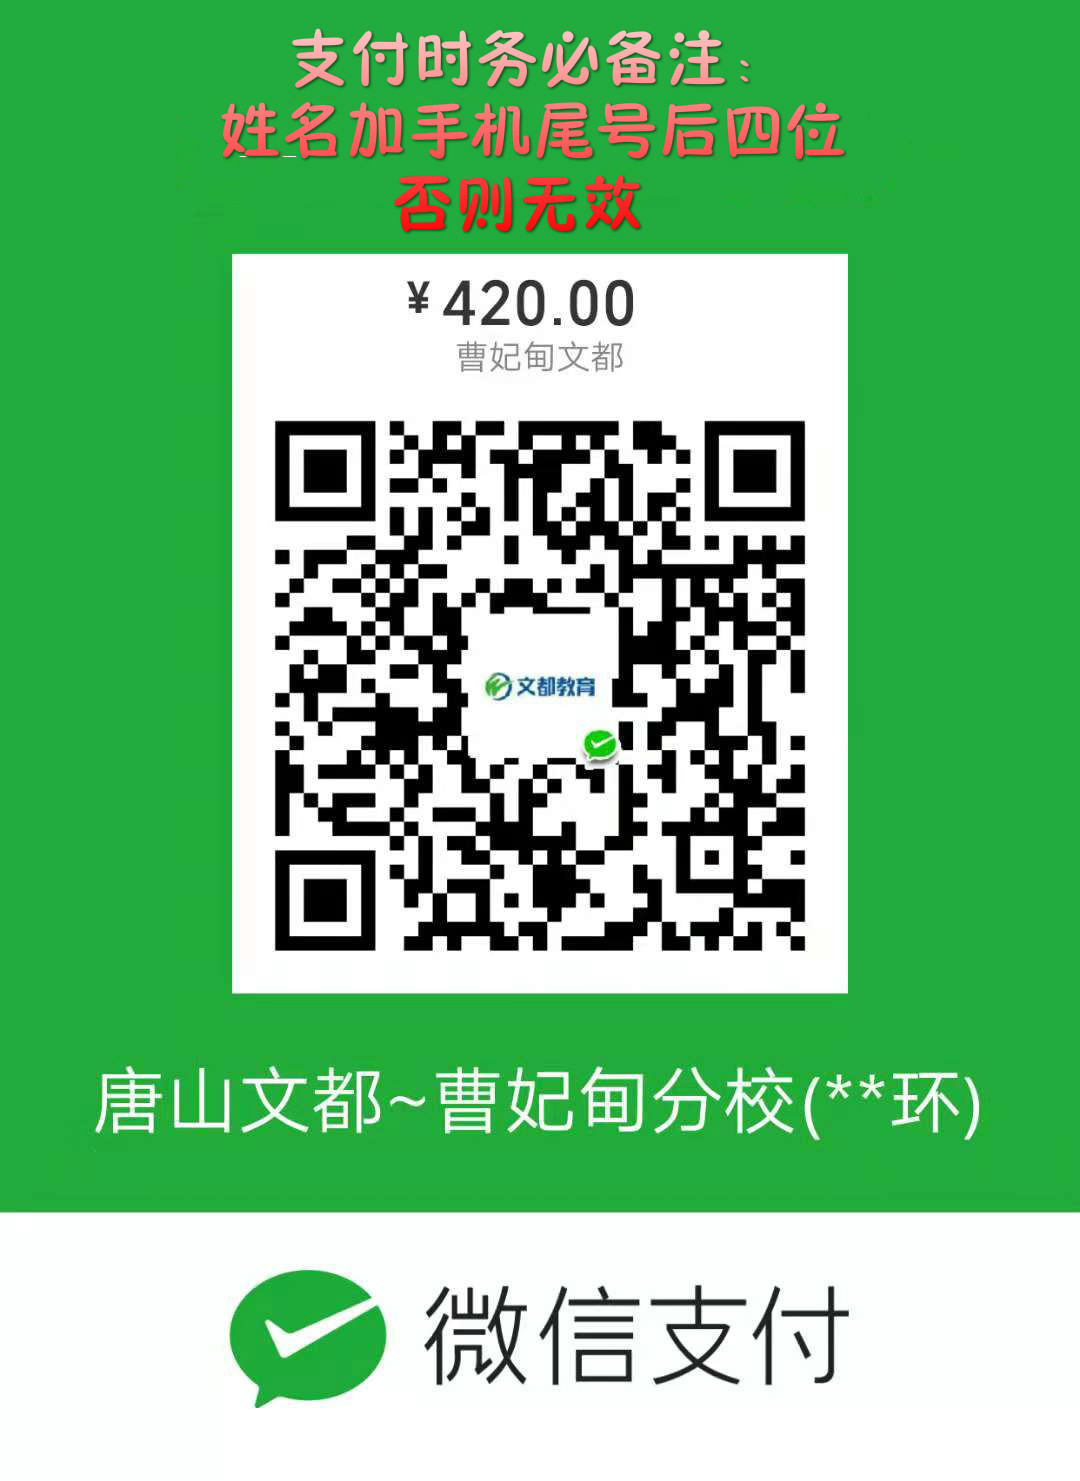 支付时务必备注：
姓名加手机尾号后四位
否则无效
¥420.00
曹妃甸文都
文都教育
唐山文都~曹妃甸分校(**环)
微信支付